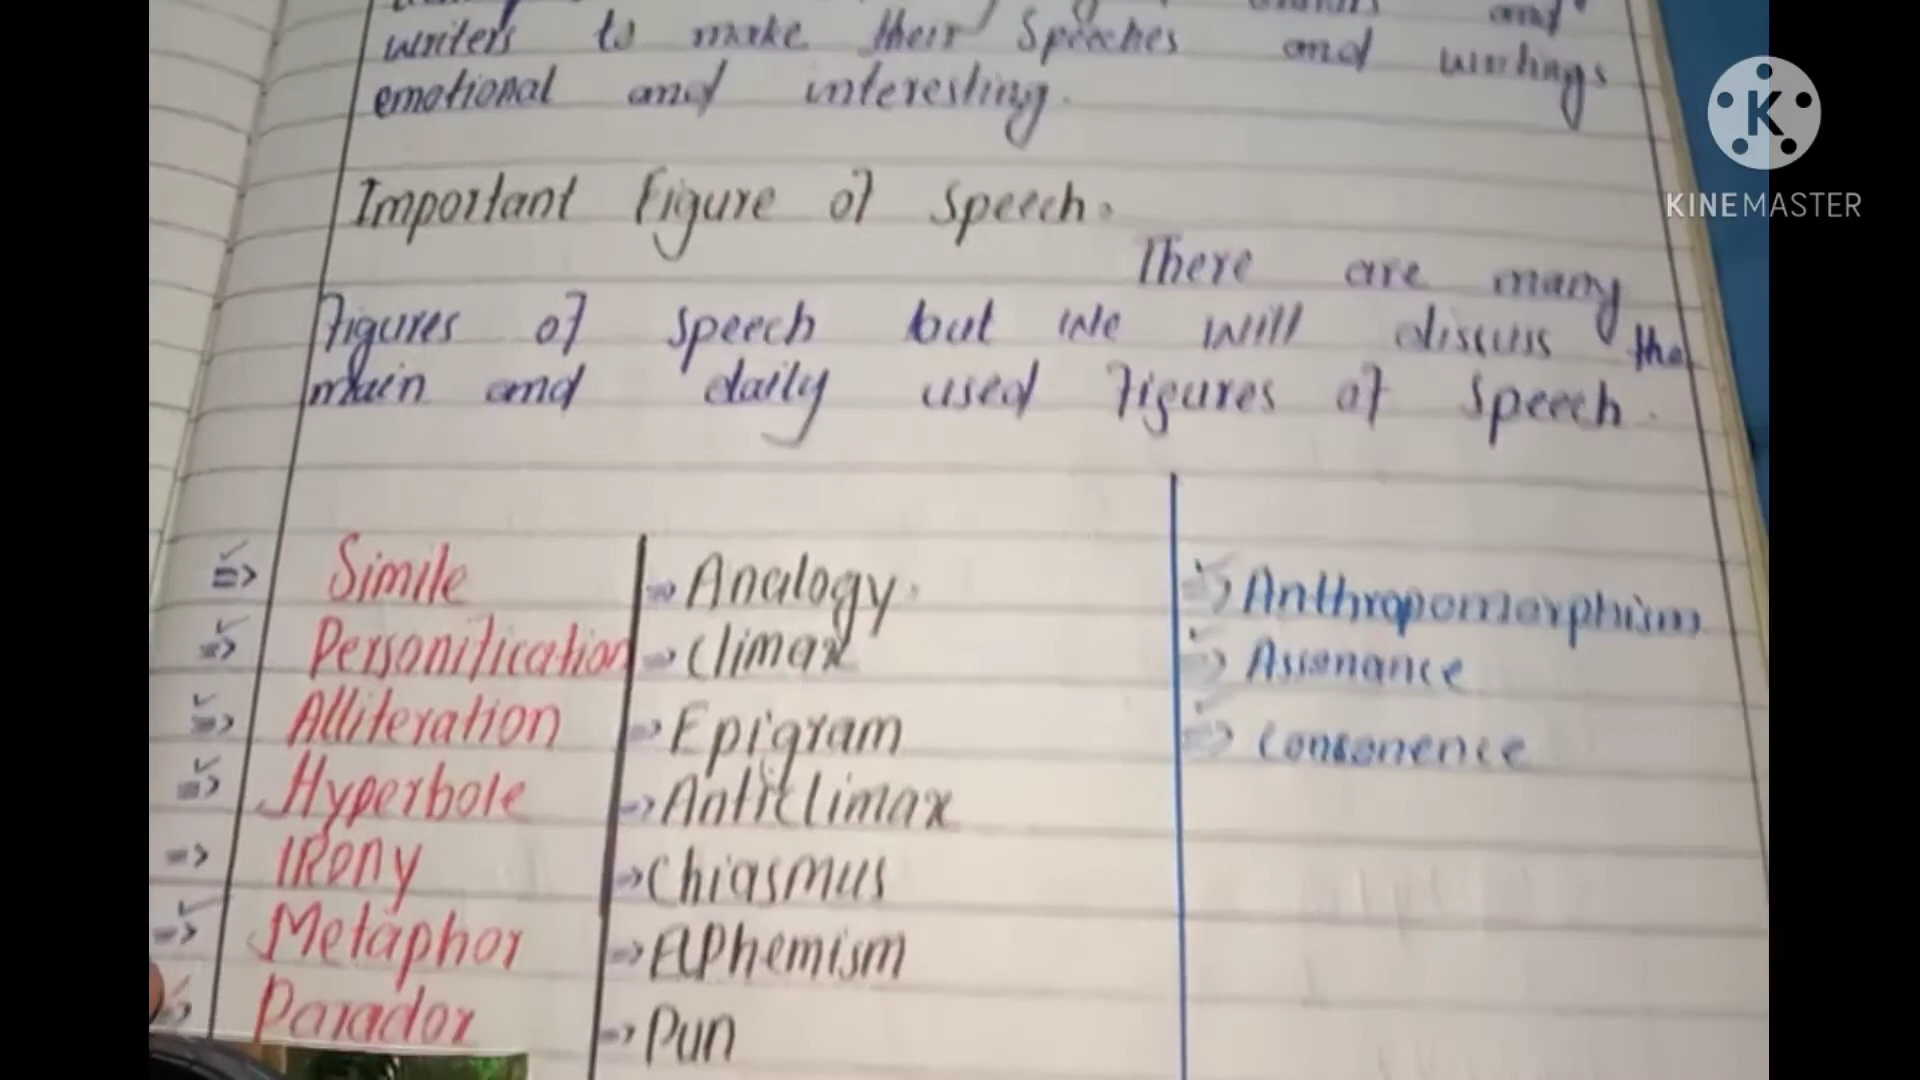 and
writers to make their Speeches and writings
emotional and interesting.
Important Figure of Speech.
There are many
Figures of speech but we will discuss the
main and daily used Figures of Speech.
Simile
Personification
Alliteration
Hyperbole
IRony
Metaphor
Paradox
Analogy.
Climax
Epigram
Anticlimax
Chiasmus
EUPhemism
Pun
Anthropomorphism
Assonance
Consonence
K
KINEMASTER